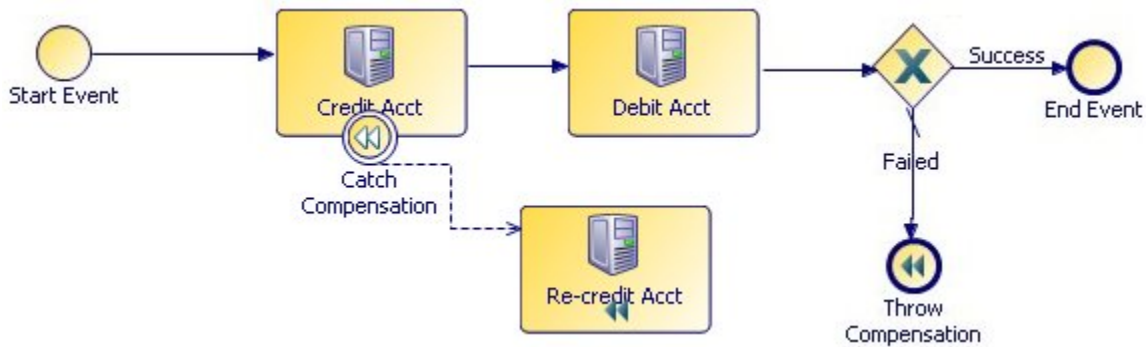 Start Event
Credit Acct
Debit Acct
Success
End Event
Failed
Catch
Compensation
Re-credit Acct
Throw
Compensation